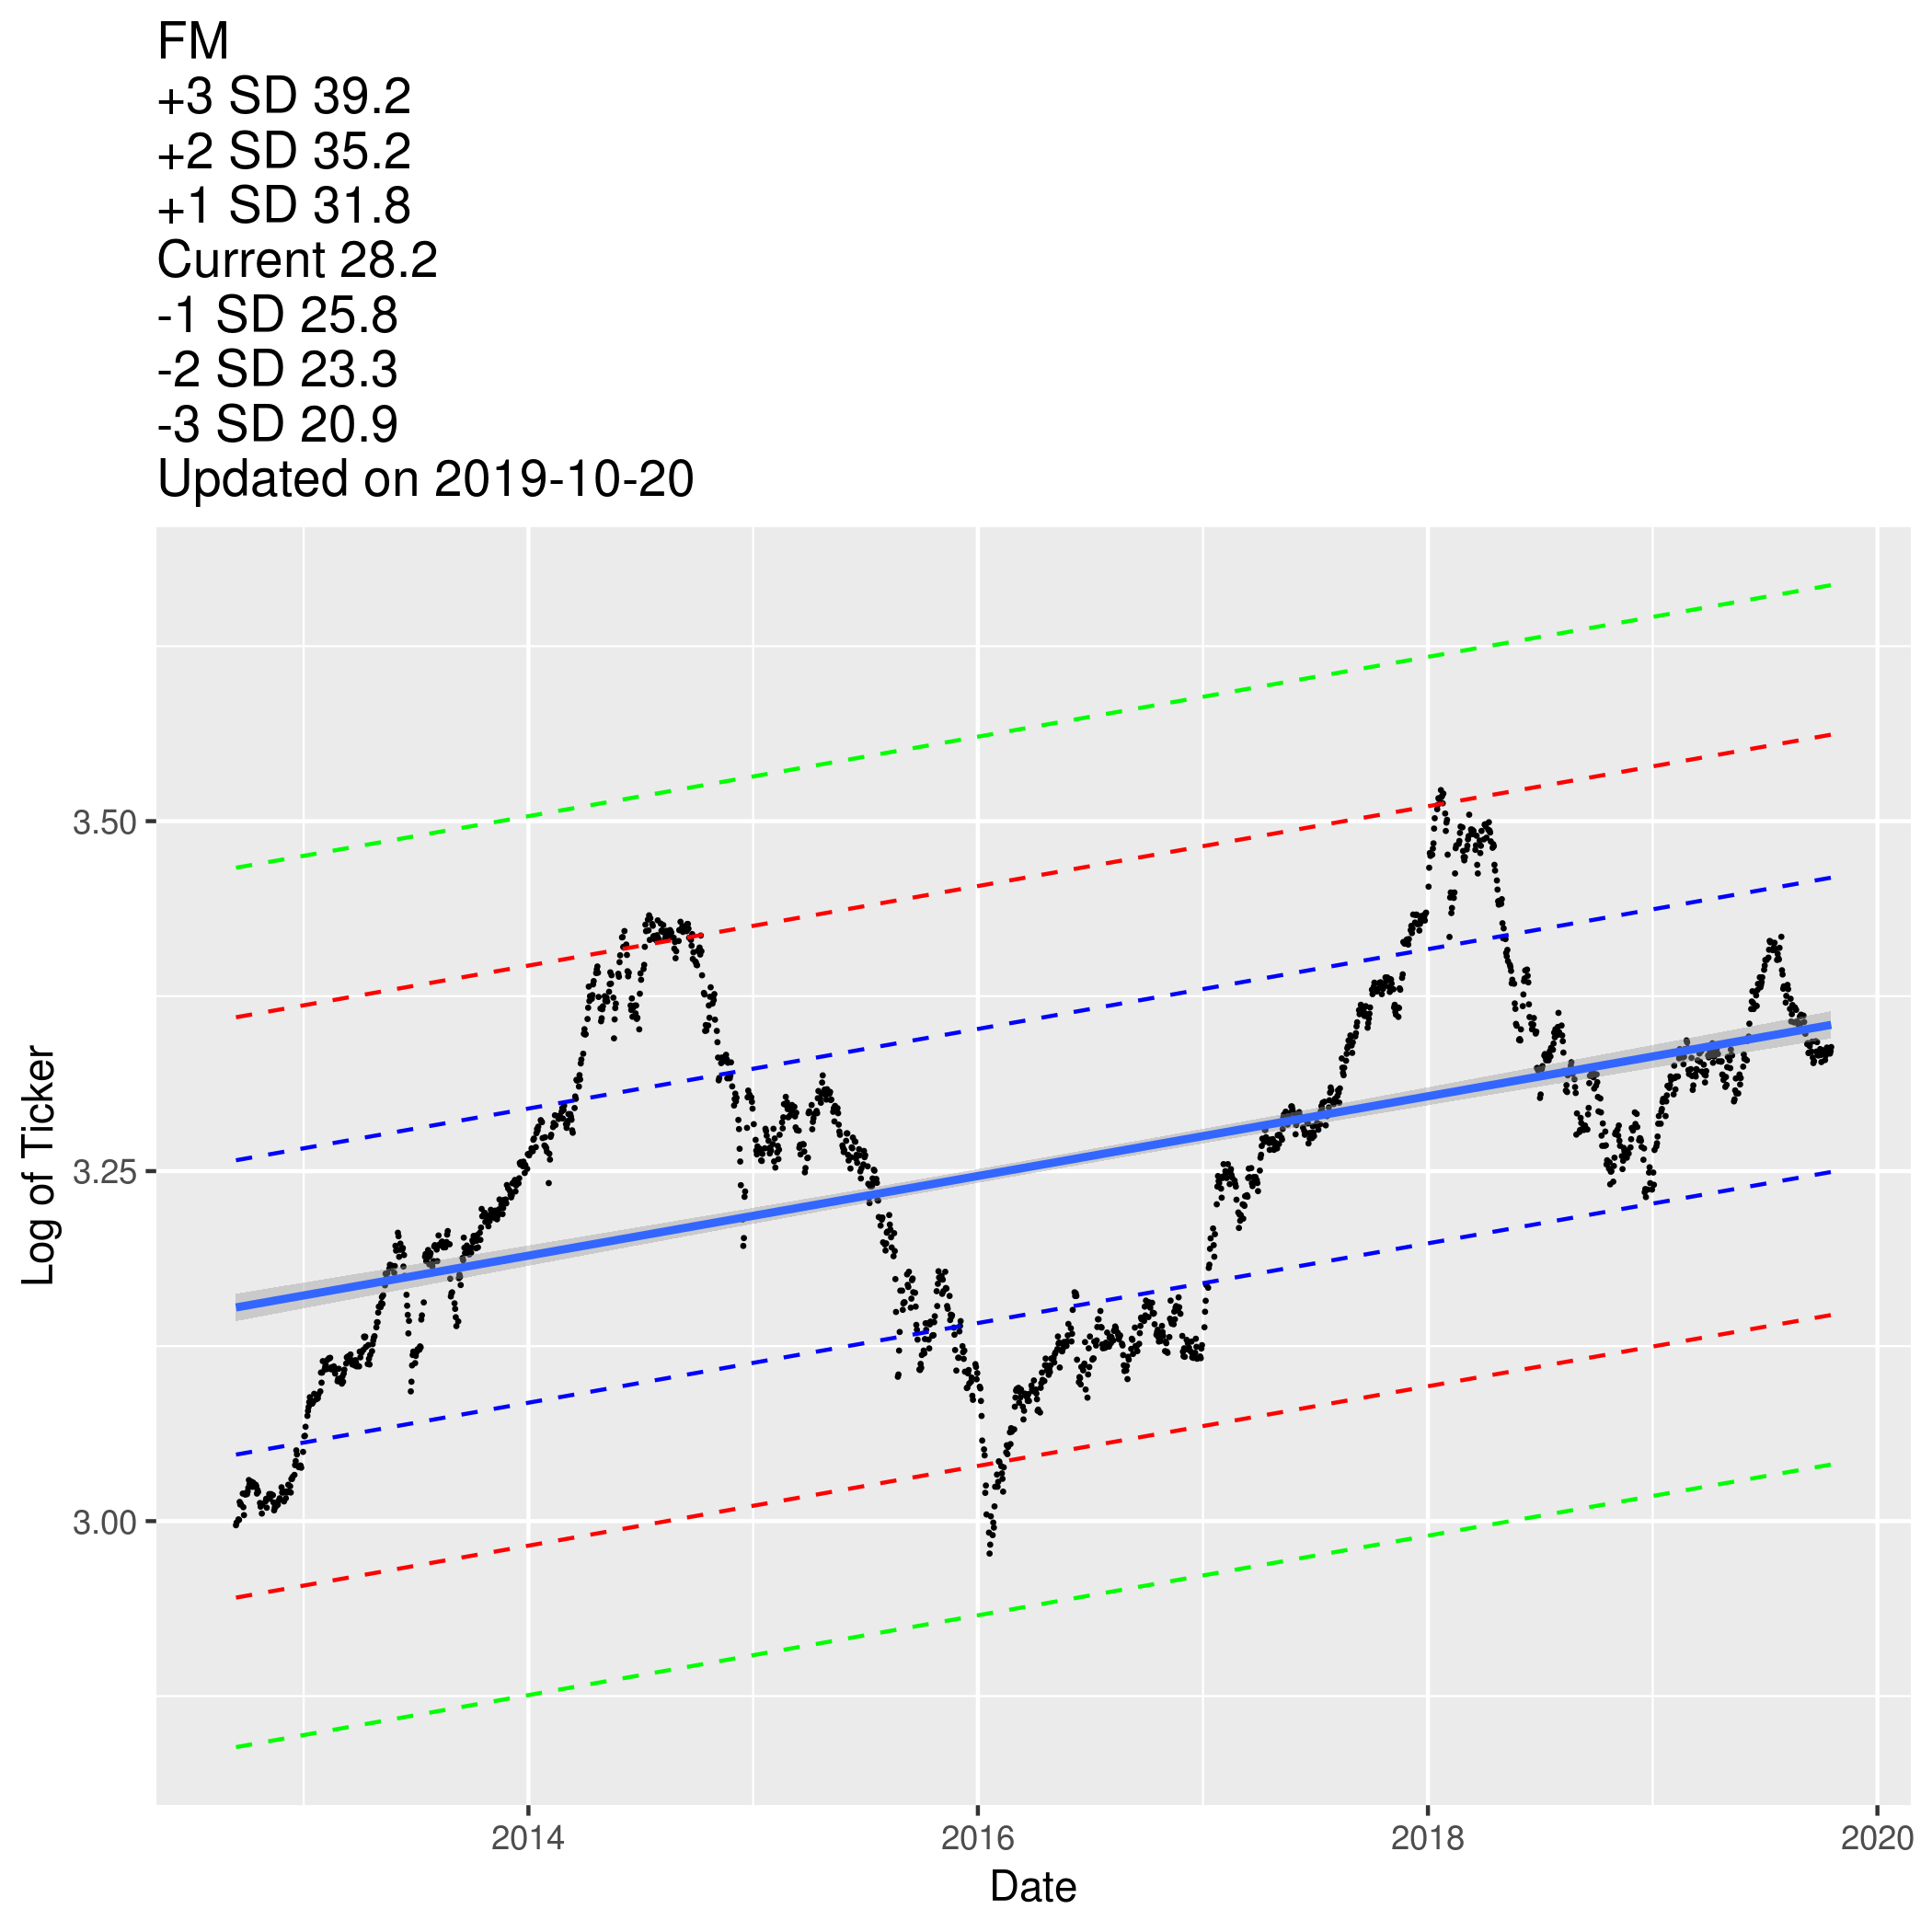 FM
+3 SD 39.2
+2 SD 35.2
+1 SD 31.8
Current 28.2
-1 SD 25.8
-2 SD 23.3
-3 SD 20.9
Updated on 2019-10-20
3.50
3.25
3.00
Log of Ticker
2014
2016
2018
2020
Date